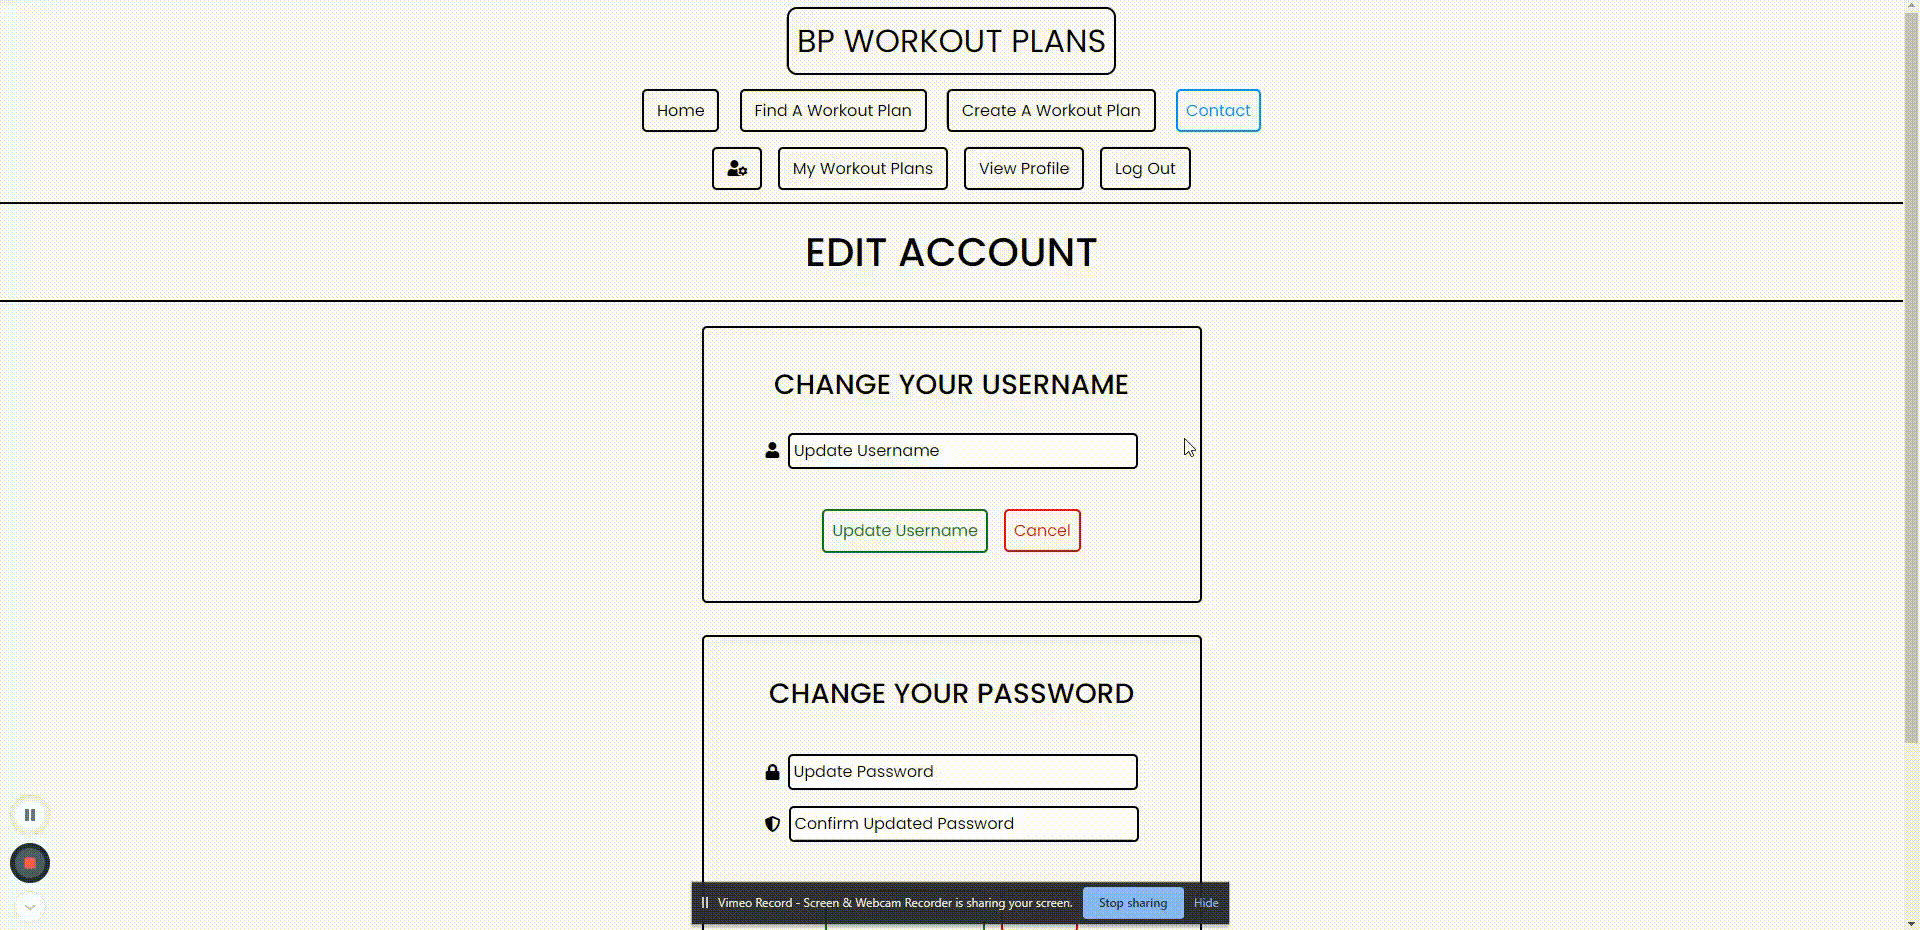 BP WORKOUT PLANS
Home Find A Workout Plan Create A Workout Plan Contact
My Workout Plans View Profile Log Out
EDIT ACCOUNT
CHANGE YOUR USERNAME
Update Username
Update Username Cancel
CHANGE YOUR PASSWORD
Update Password
Confirm Updated Password
Vimeo Record - Screen & Webcam Recorder is sharing your screen. Stop sharing Hide